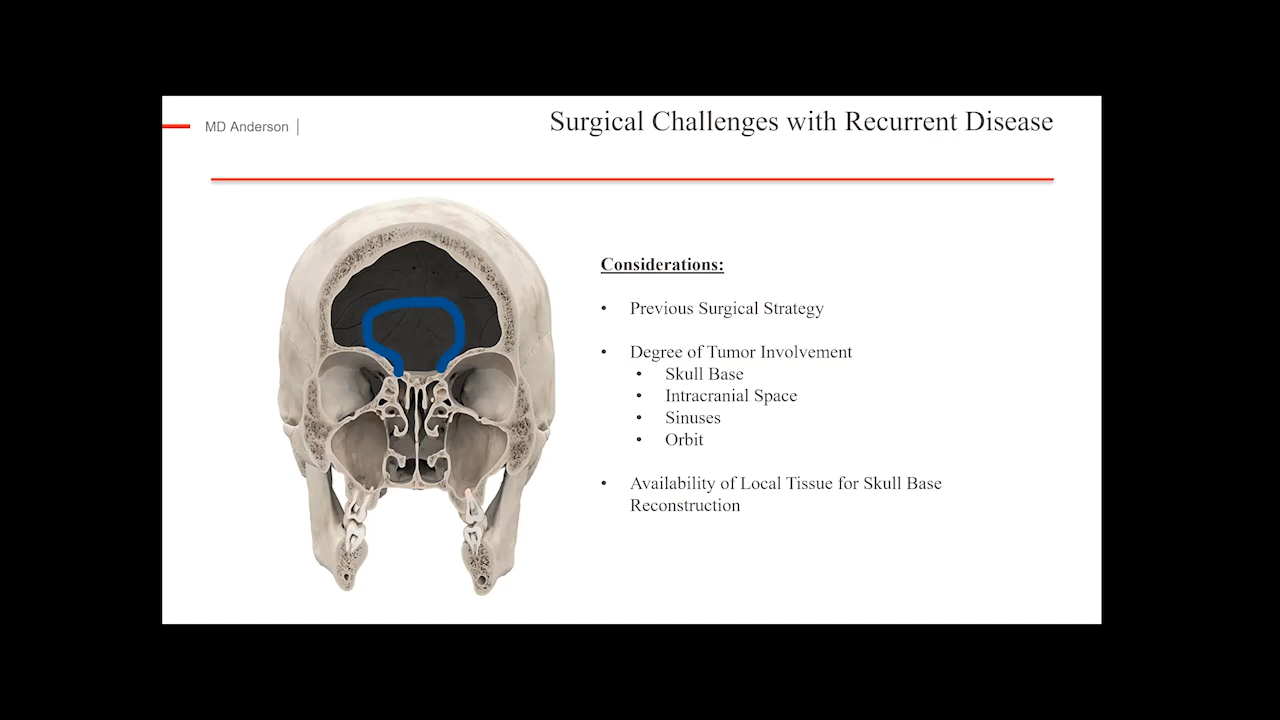 MD Anderson
Surgical Challenges with Recurrent Disease
Considerations:
• Previous Surgical Strategy
• Degree of Tumor Involvement
• Skull Base
• Intracranial Space
• Sinuses
• Orbit
• Availability of Local Tissue for Skull Base
Reconstruction